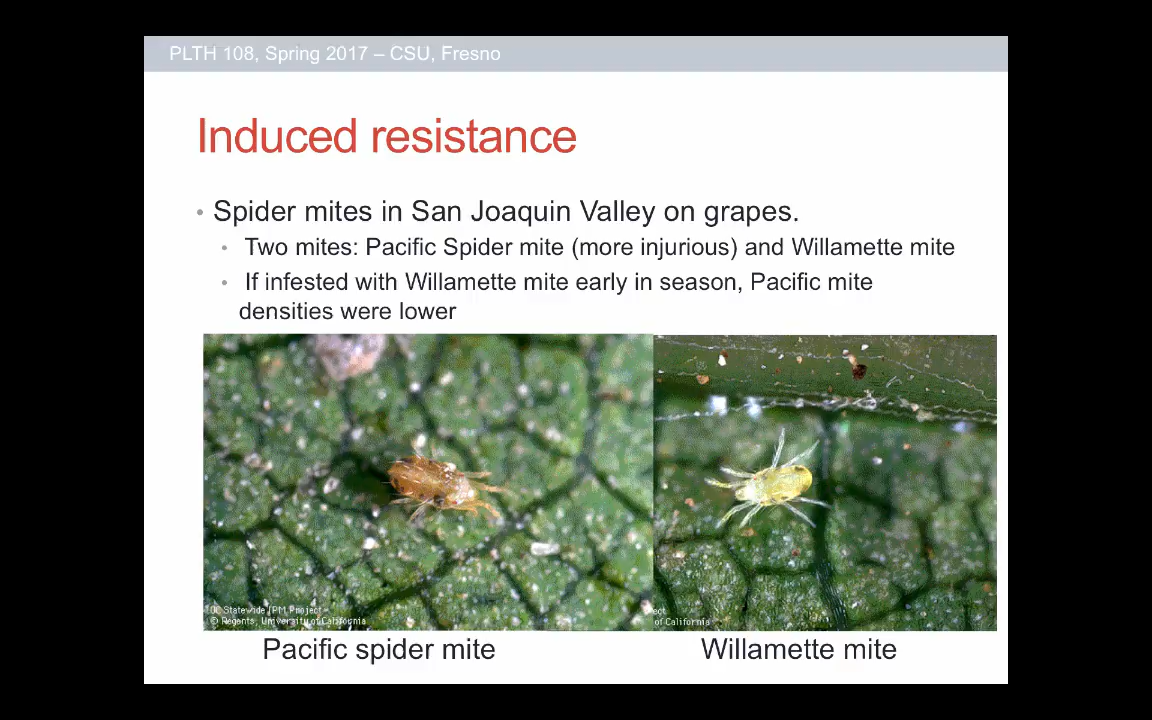 PLTH 108, Spring 2017 – CSU, Fresno
Induced resistance
• Spider mites in San Joaquin Valley on grapes.
• Two mites: Pacific Spider mite (more injurious) and Willamette mite
• If infested with Willamette mite early in season, Pacific mite
densities were lower
UC Statewide IPM Project
© Regents, University of California
ect
of California
Pacific spider mite
Willamette mite